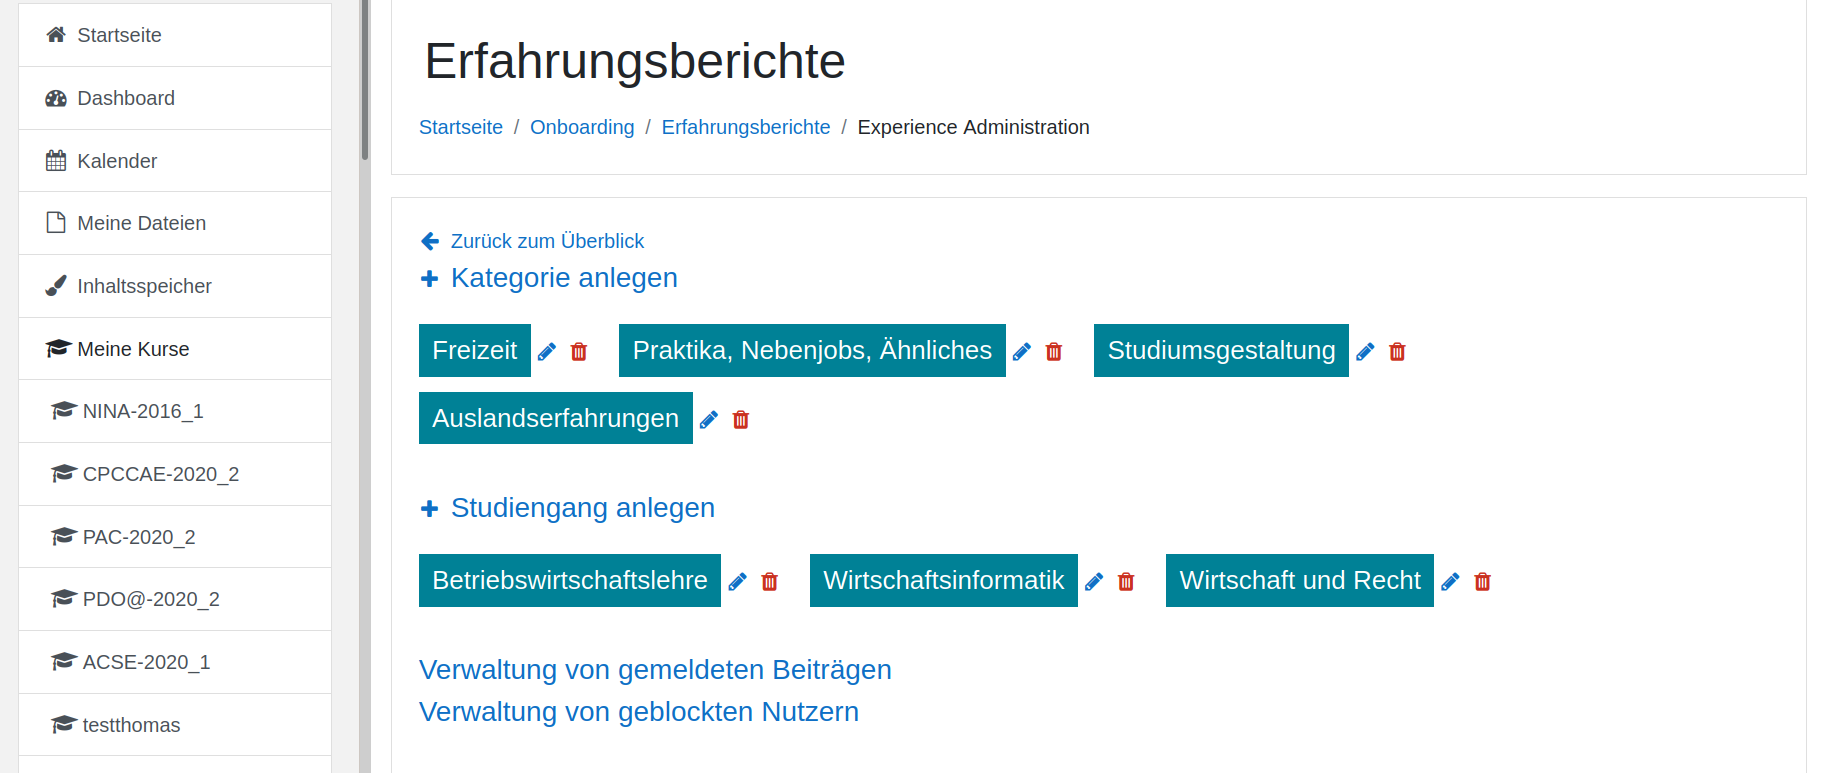 Startseite
Dashboard
Kalender
Meine Dateien
Inhaltsspeicher
Meine Kurse
NINA-2016_1
CPCCAE-2020_2
PAC-2020_2
PDO@-2020_2
ACSE-2020_1
testthomas
Erfahrungsberichte
Startseite / Onboarding / Erfahrungsberichte / Experience Administration
Zurück zum Überblick
Kategorie anlegen
Freizeit Praktika, Nebenjobs, Ähnliches Studiumsgestaltung
Auslandserfahrungen
Studiengang anlegen
Betriebswirtschaftslehre Wirtschaftsinformatik Wirtschaft und Recht
Verwaltung von gemeldeten Beiträgen
Verwaltung von geblockten Nutzern